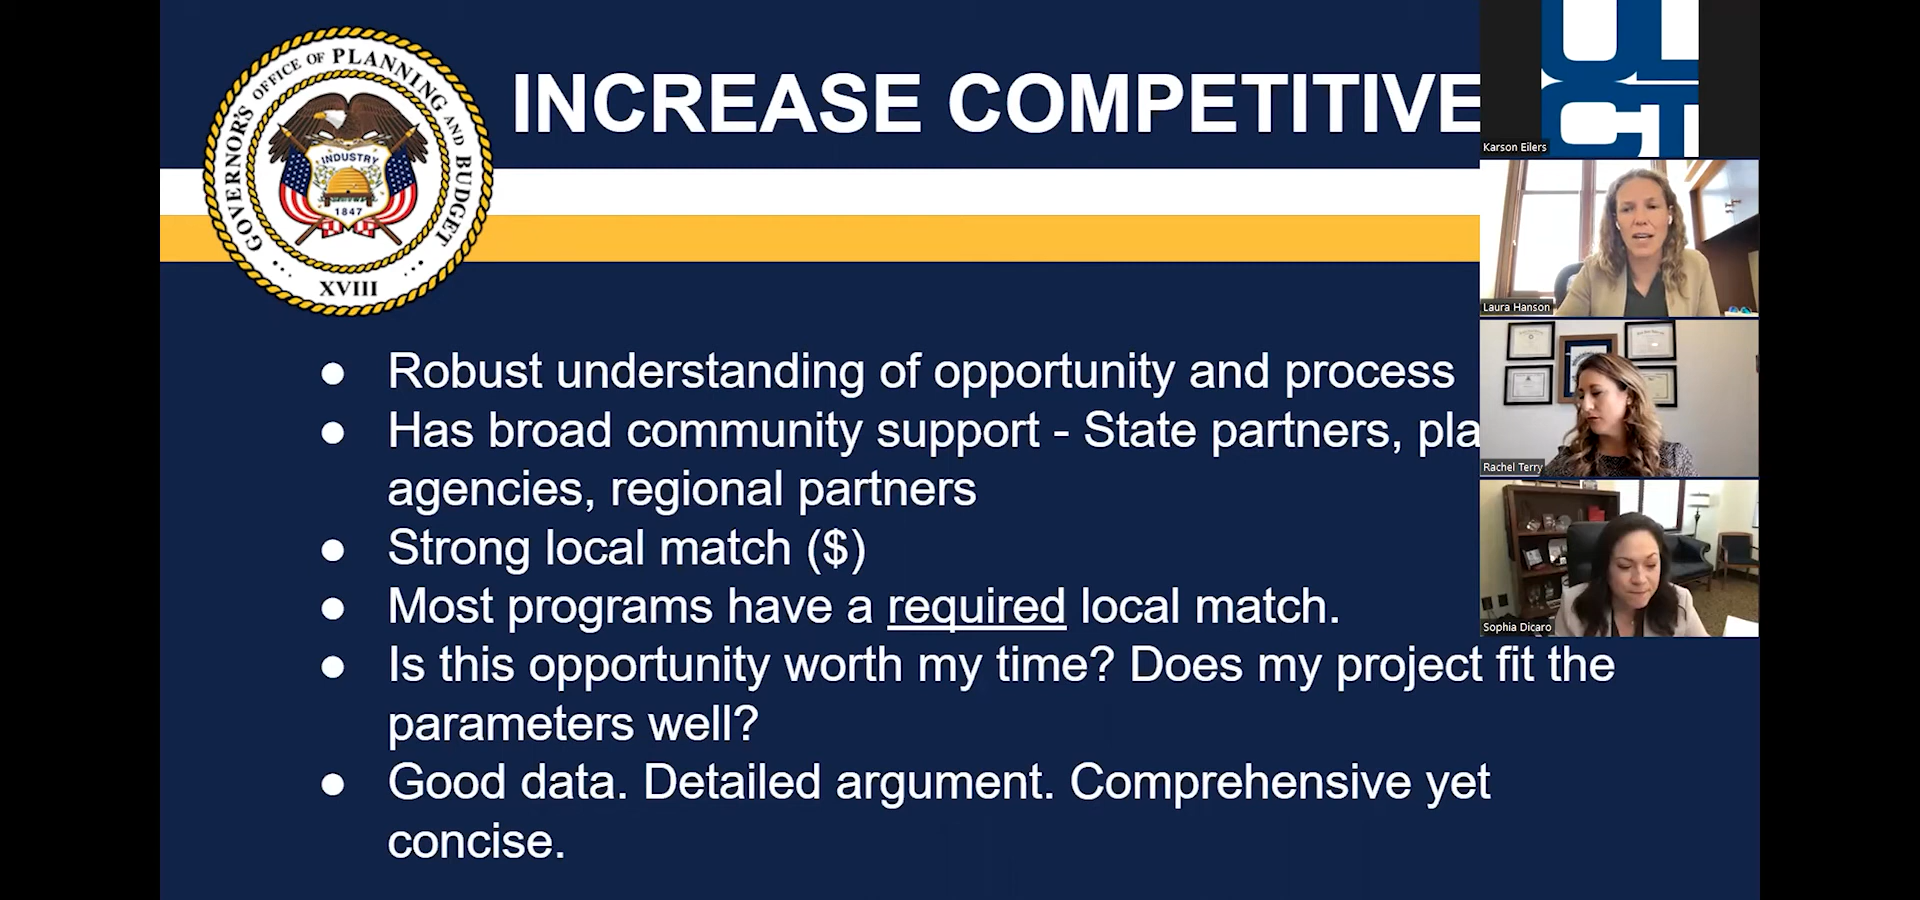 GOVERNOR'S OFFICE OF PLANNING AND BUDGET
INDUSTRY
1847
XVIII
INCREASE COMPETITIVE
● Robust understanding of opportunity and process
● Has broad community support - State partners, pla
agencies, regional partners
● Strong local match ($)
● Most programs have a required local match.
● Is this opportunity worth my time? Does my project fit the
parameters well?
● Good data. Detailed argument. Comprehensive yet
concise.
UL
CT
Karson Eilers
Laura Hanson
Rachel Terry
Sophia Dicaro